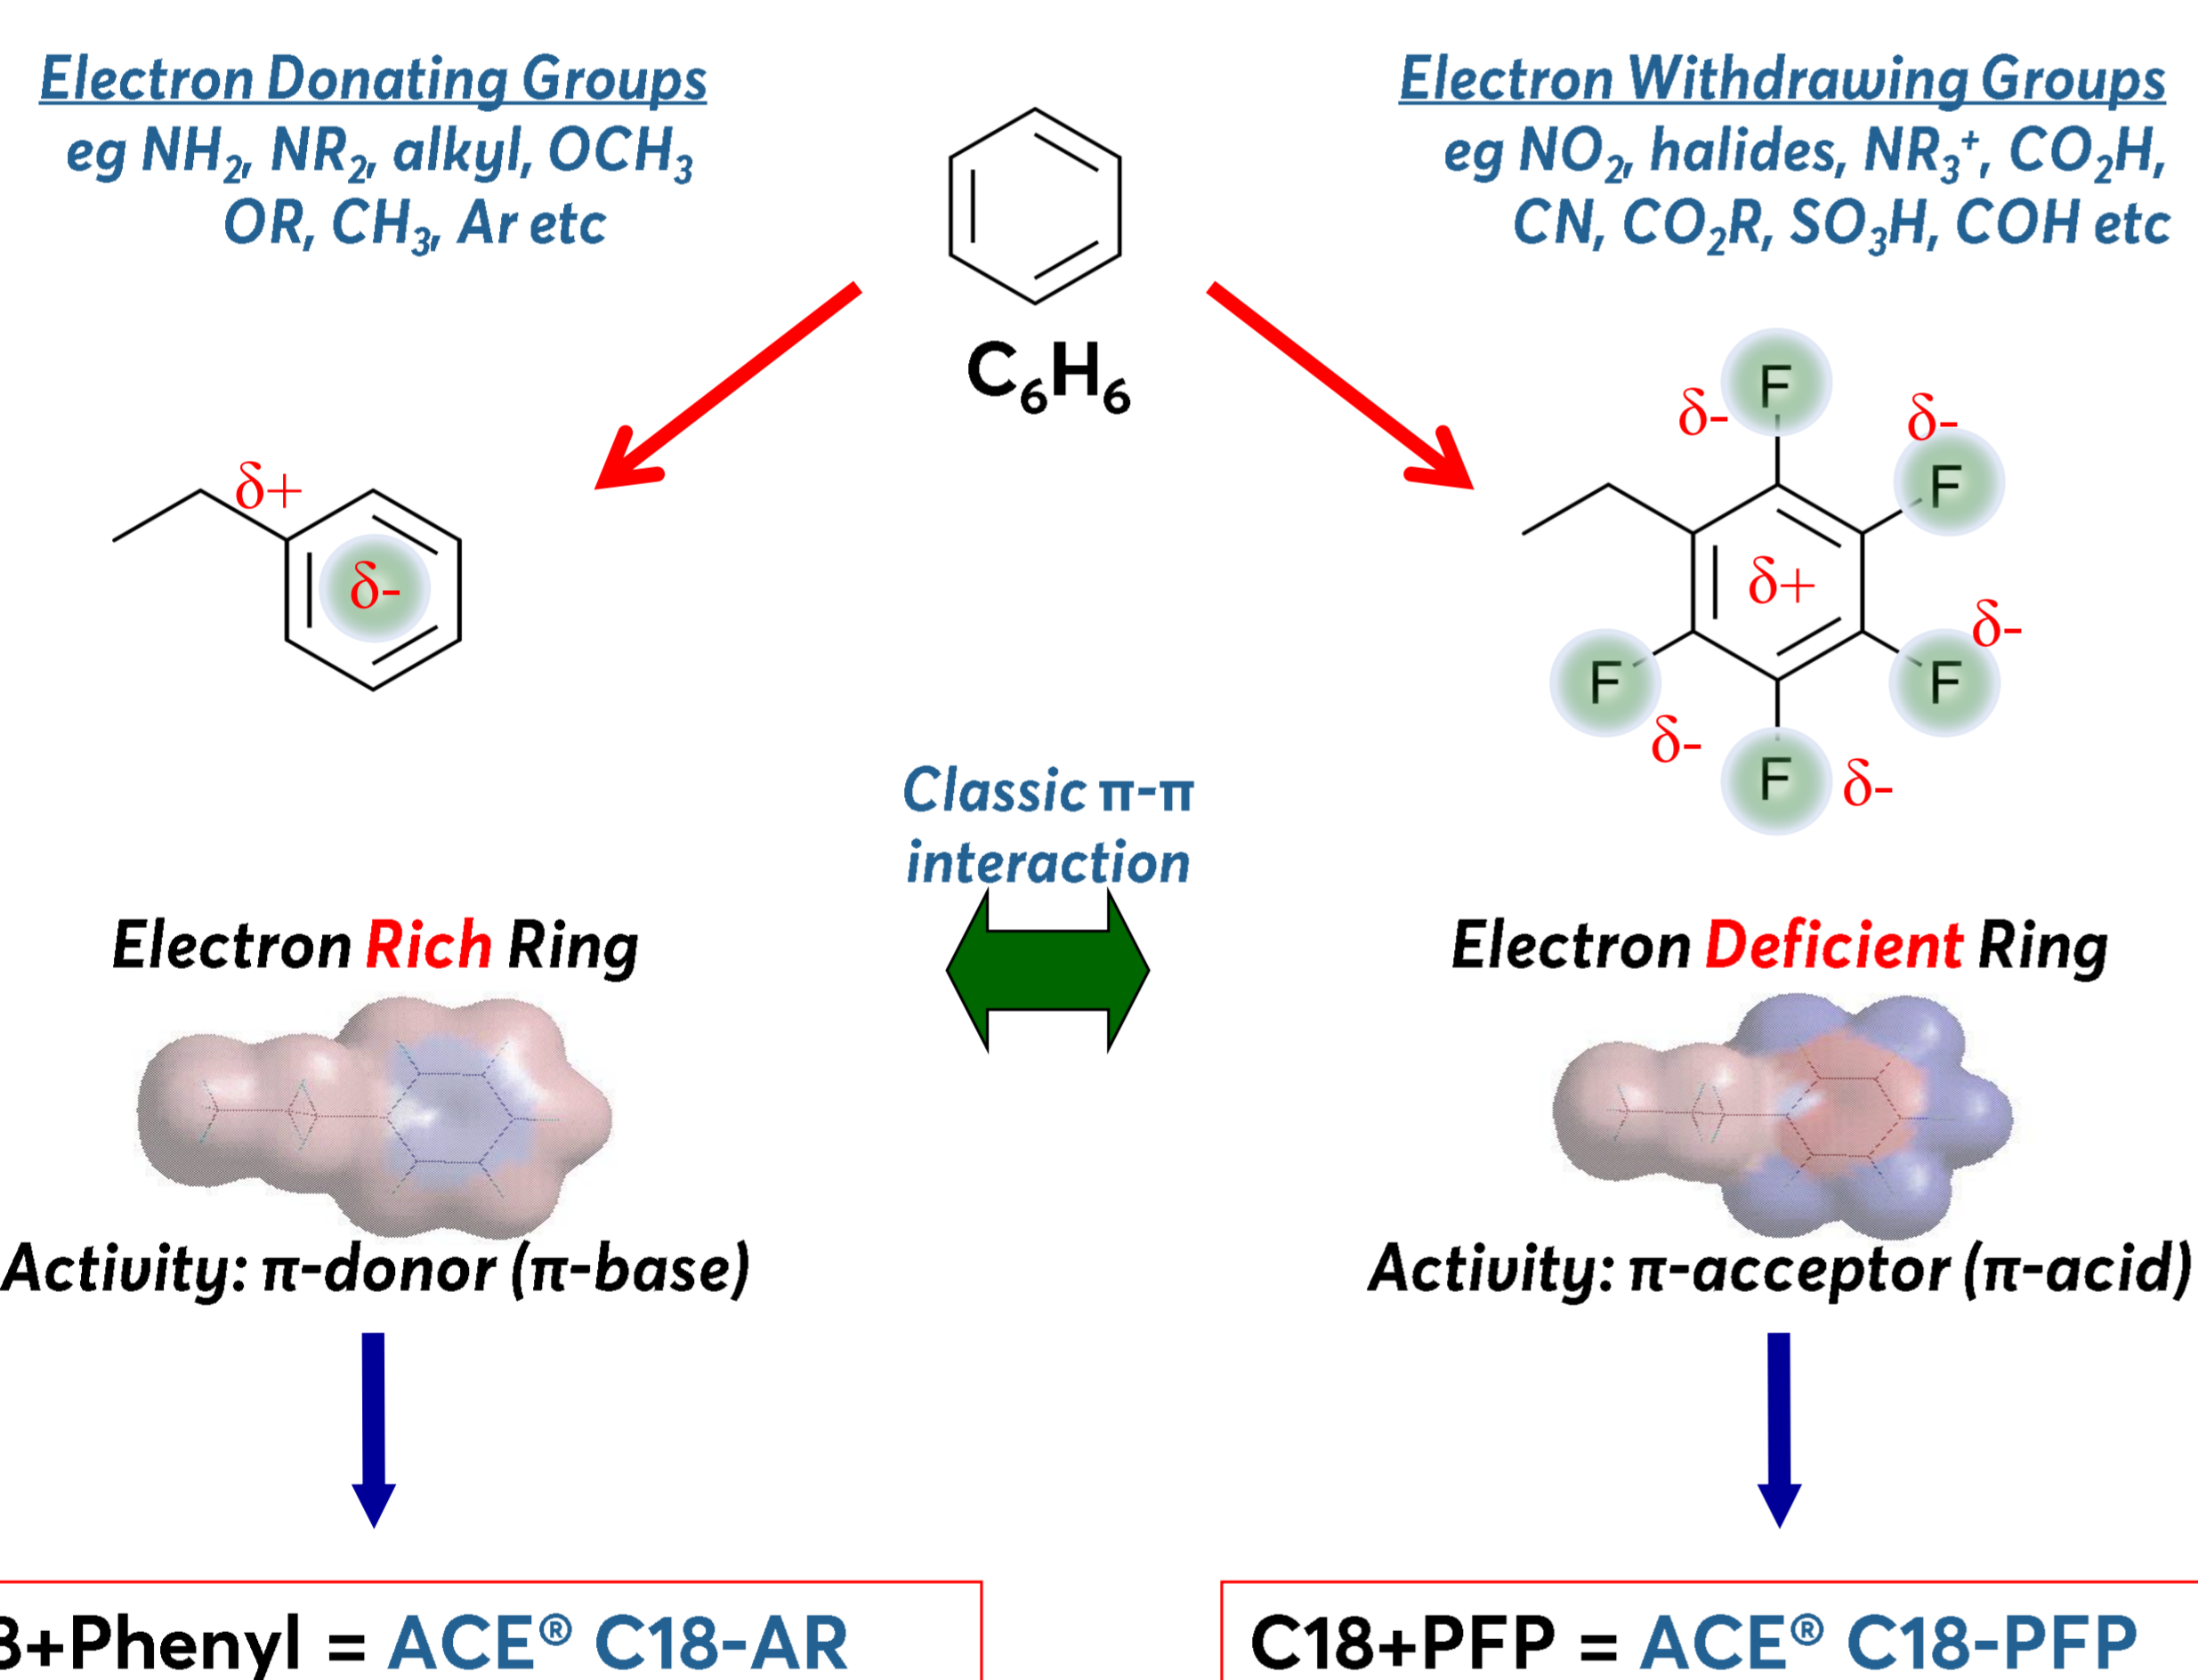 Electron Donating Groups
eg NH₂, NR₂, alkyl, OCH₃
OR, CH₃, Ar etc
C₆H₆
Electron Withdrawing Groups
eg NO₂, halides, NR₃⁺, CO₂H,
CN, CO₂R, SO₃H, COH etc
δ+
δ-
F
δ-
F
δ-
δ+
F
δ-
F
δ-
F
δ-
Classic π-π
interaction
Electron Rich Ring
Electron Deficient Ring
Activity: π-donor (π-base)
Activity: π-acceptor (π-acid)
8+Phenyl = ACE® C18-AR
C18+PFP = ACE® C18-PFP